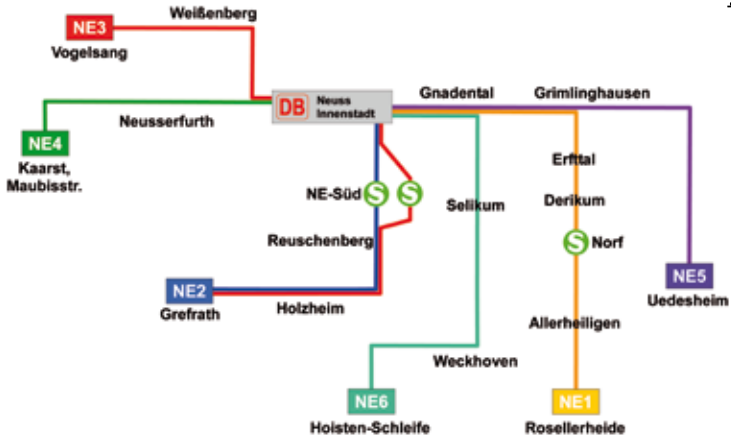 Weißenberg
NE3
Vogelsang
DB
Neuss
Innenstadt
Gnadental
Grimlinghausen
Neusserfurth
NE4
Kaarst,
Maubisstr.
Erfttal
NE-Süd
S
S
Selikum
Derikum
Reuschenberg
S
Norf
NE5
Uedesheim
NE2
Grefrath
Holzheim
Allerheiligen
Weckhoven
NE6
Hoisten-Schleife
NE1
Rosellerheide